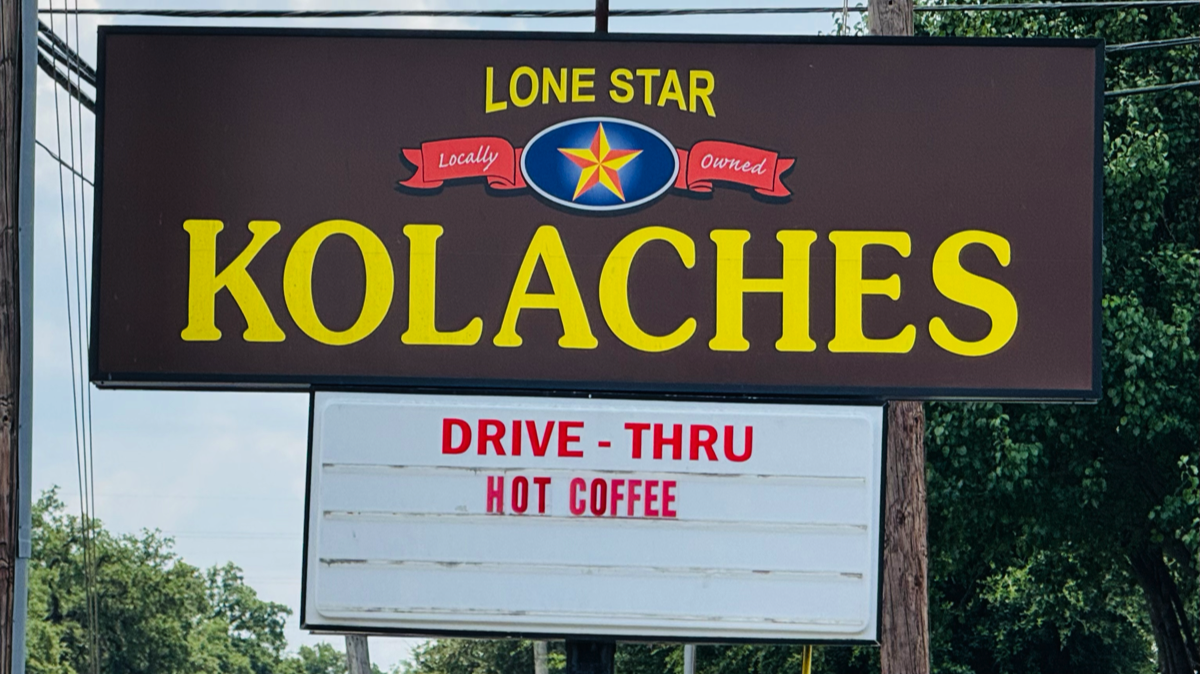 LONE STAR
Locally Owned
KOLACHES
DRIVE - THRU
HOT COFFEE